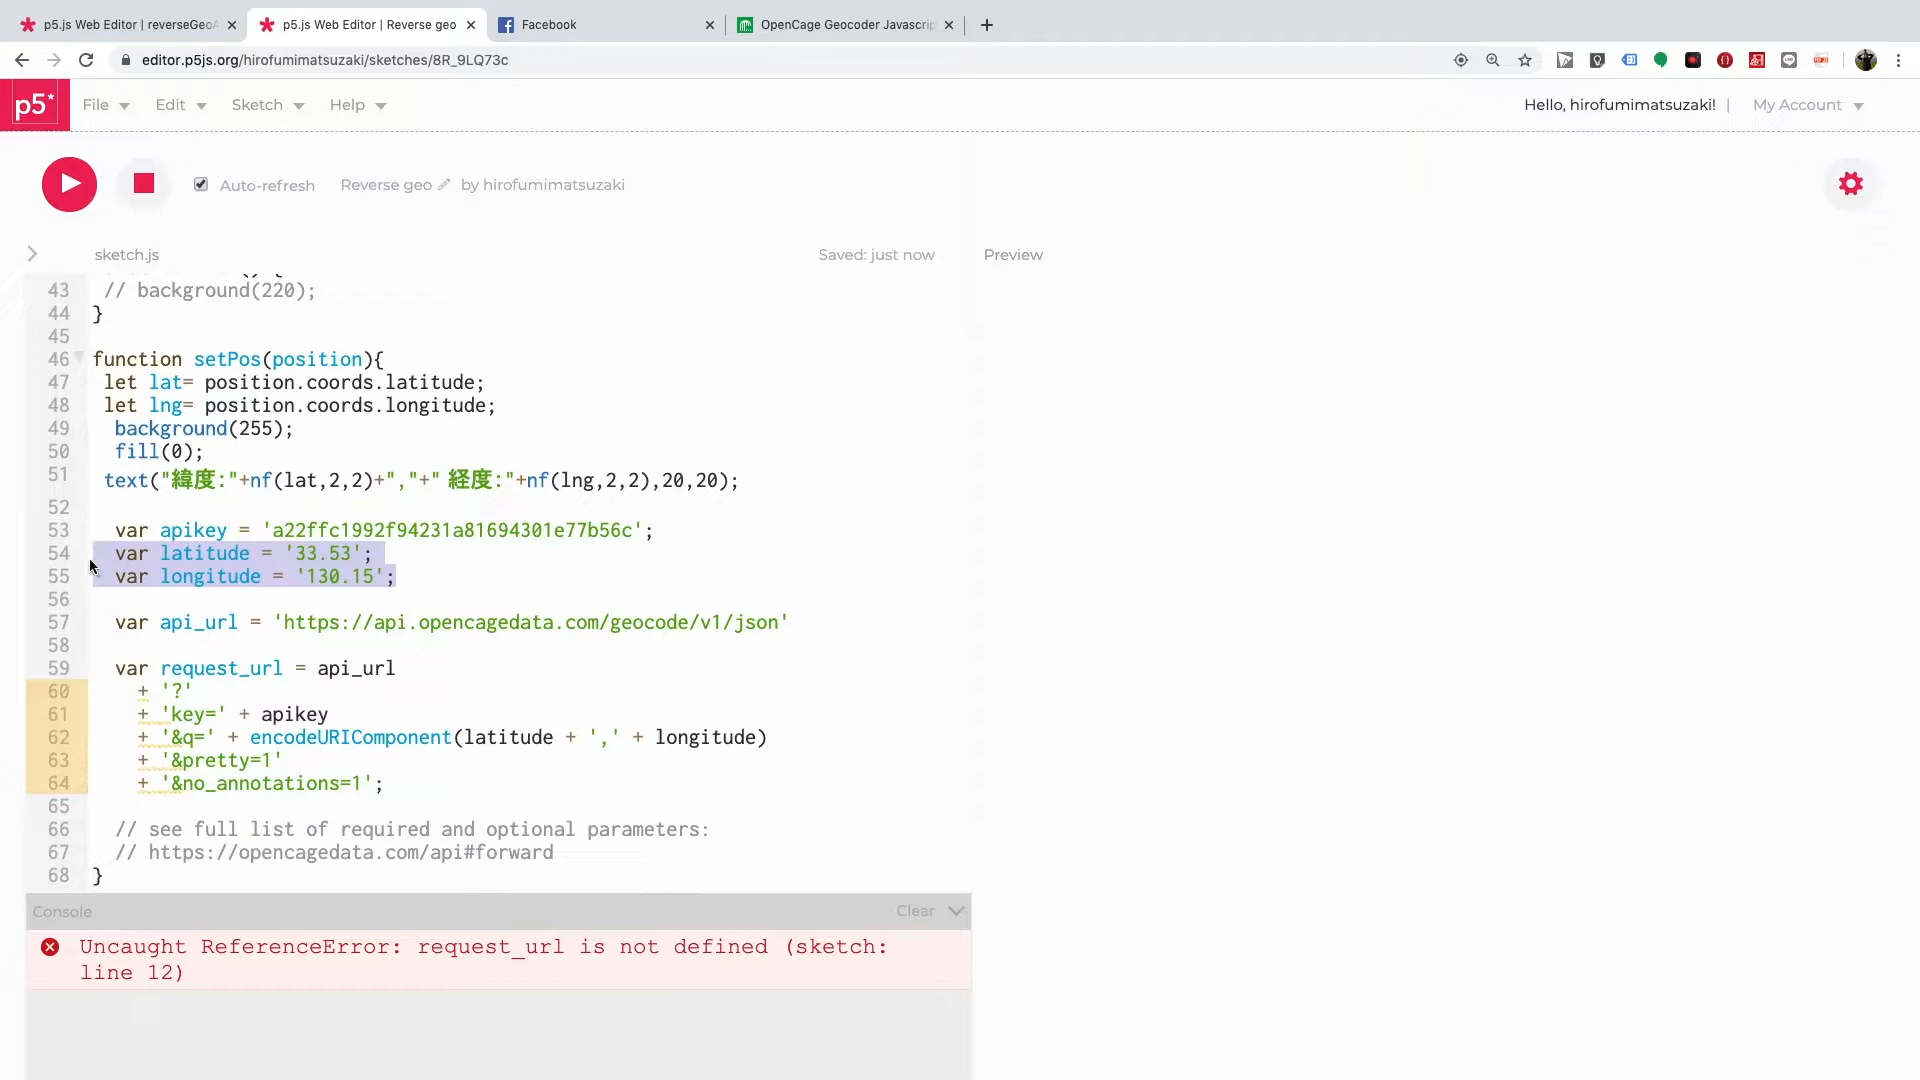 p5.js Web Editor | reverseGeoA
p5.js Web Editor | Reverse geo
Facebook
OpenCage Geocoder Javascrip
editor.p5js.org/hirofumimatsuzaki/sketches/8R_9LQ73c
p5*
File
Edit
Sketch
Help
Hello, hirofumimatsuzaki! |
My Account
Auto-refresh
Reverse geo
by hirofumimatsuzaki
sketch.js
Saved: just now
Preview
43 // background(220);
44 }
45
46 function setPos(position){
47 let lat= position.coords.latitude;
48 let lng= position.coords.longitude;
49 background(255);
50 fill(0);
51 text("緯度:"+nf(lat,2,2)+","+" 経度:"+nf(lng,2,2),20,20);
52
53 var apikey = 'a22ffc1992f94231a81694301e77b56c';
54 var latitude = '33.53';
55 var longitude = '130.15';
56
57 var api_url = 'https://api.opencagedata.com/geocode/v1/json'
58
59 var request_url = api_url
60 + '?'
61 + 'key=' + apikey
62 + '&q=' + encodeURIComponent(latitude + ',' + longitude)
63 + '&pretty=1'
64 + '&no_annotations=1';
65
66 // see full list of required and optional parameters:
67 // https://opencagedata.com/api#forward
68 }
Console
Clear
Uncaught ReferenceError: request_url is not defined (sketch:
line 12)